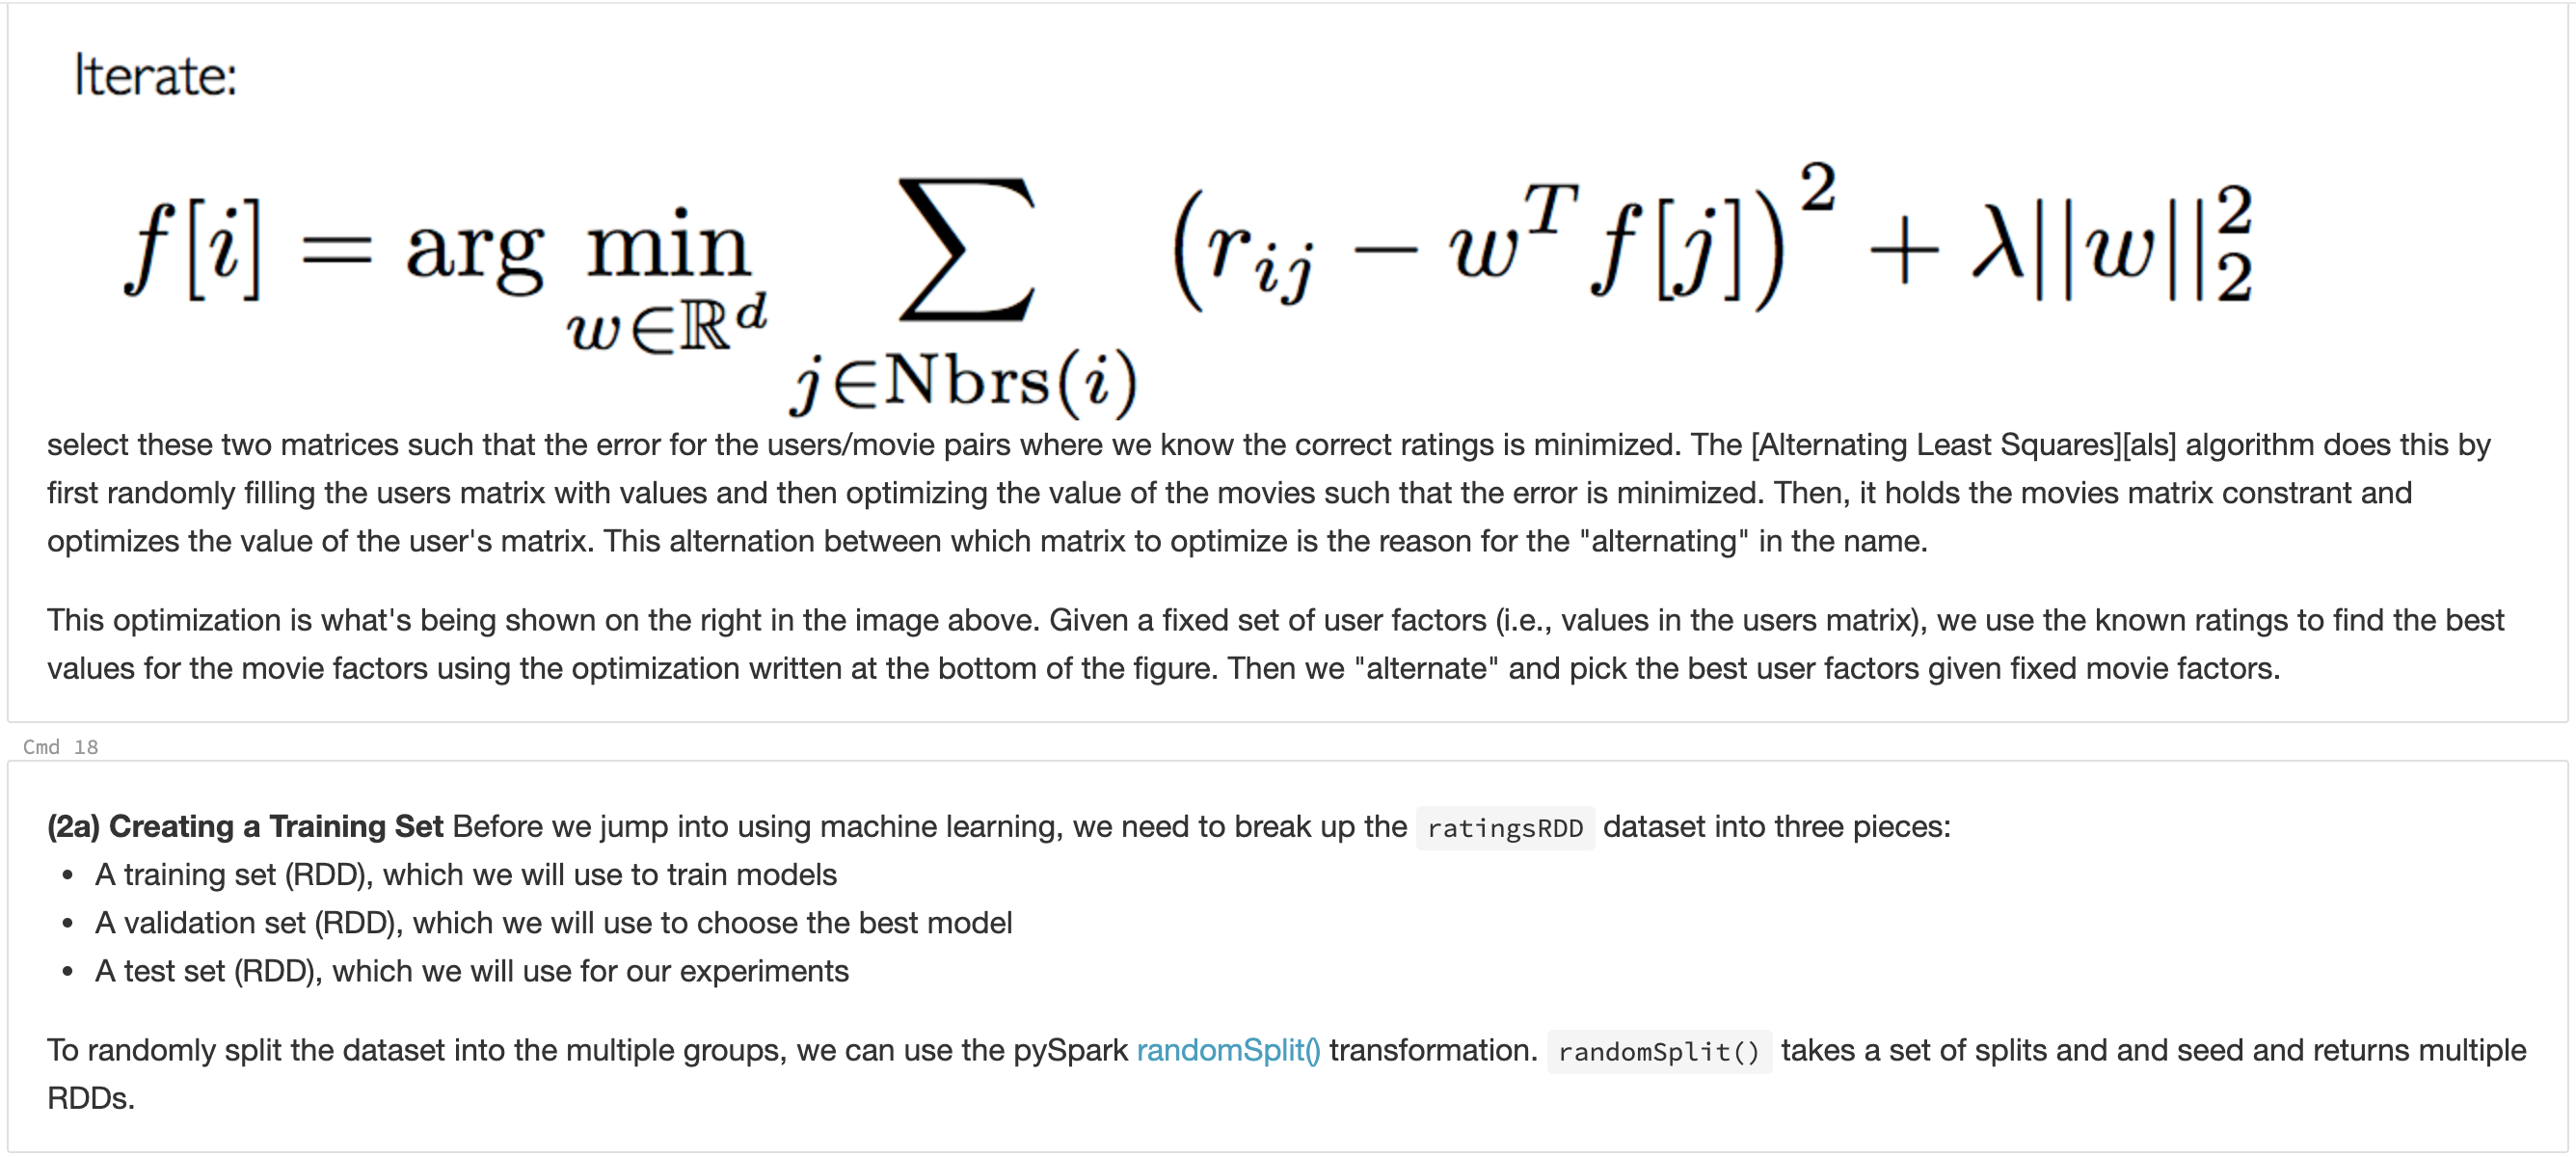 Iterate:
f[i] = arg min_{w∈ℝ^d} ∑_{j∈Nbrs(i)} (r_{ij} − w^T f[j])^2 + λ||w||_2^2
select these two matrices such that the error for the users/movie pairs where we know the correct ratings is minimized. The [Alternating Least Squares][als] algorithm does this by
first randomly filling the users matrix with values and then optimizing the value of the movies such that the error is minimized. Then, it holds the movies matrix constrant and
optimizes the value of the user's matrix. This alternation between which matrix to optimize is the reason for the "alternating" in the name.
This optimization is what's being shown on the right in the image above. Given a fixed set of user factors (i.e., values in the users matrix), we use the known ratings to find the best
values for the movie factors using the optimization written at the bottom of the figure. Then we "alternate" and pick the best user factors given fixed movie factors.
Cmd 18
(2a) Creating a Training Set Before we jump into using machine learning, we need to break up the ratingsRDD dataset into three pieces:
• A training set (RDD), which we will use to train models
• A validation set (RDD), which we will use to choose the best model
• A test set (RDD), which we will use for our experiments
To randomly split the dataset into the multiple groups, we can use the pySpark randomSplit() transformation. randomSplit() takes a set of splits and and seed and returns multiple
RDDs.